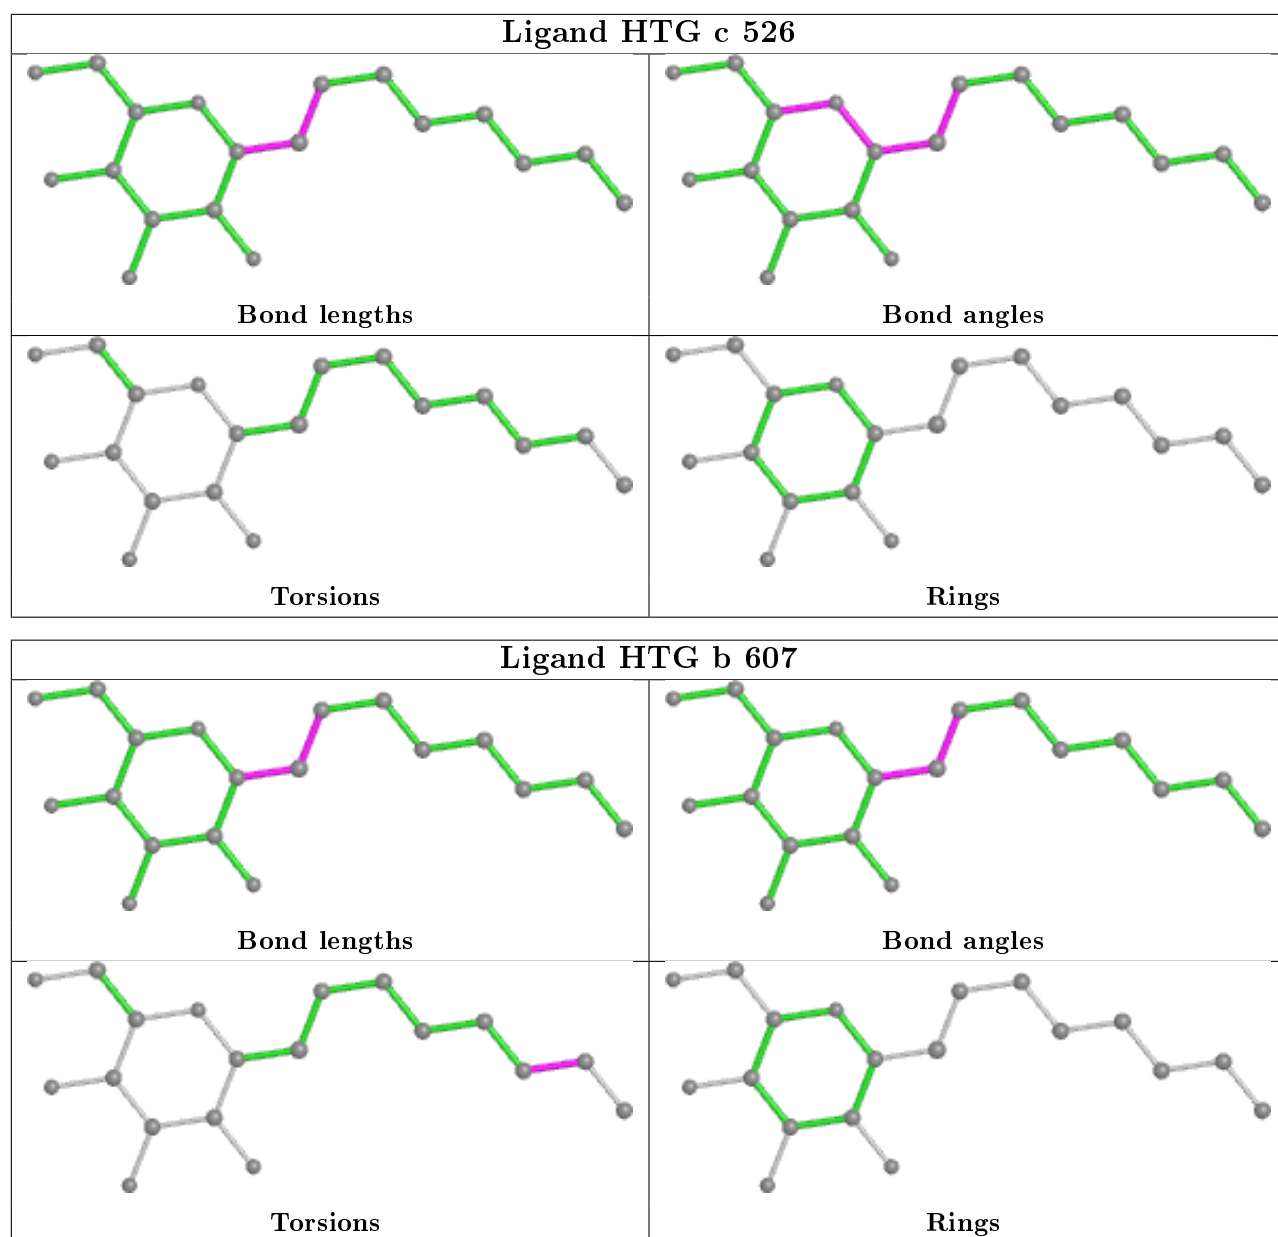 Ligand HTG c 526
Bond lengths
Bond angles
Torsions
Rings
Ligand HTG b 607
Bond lengths
Bond angles
Torsions
Rings